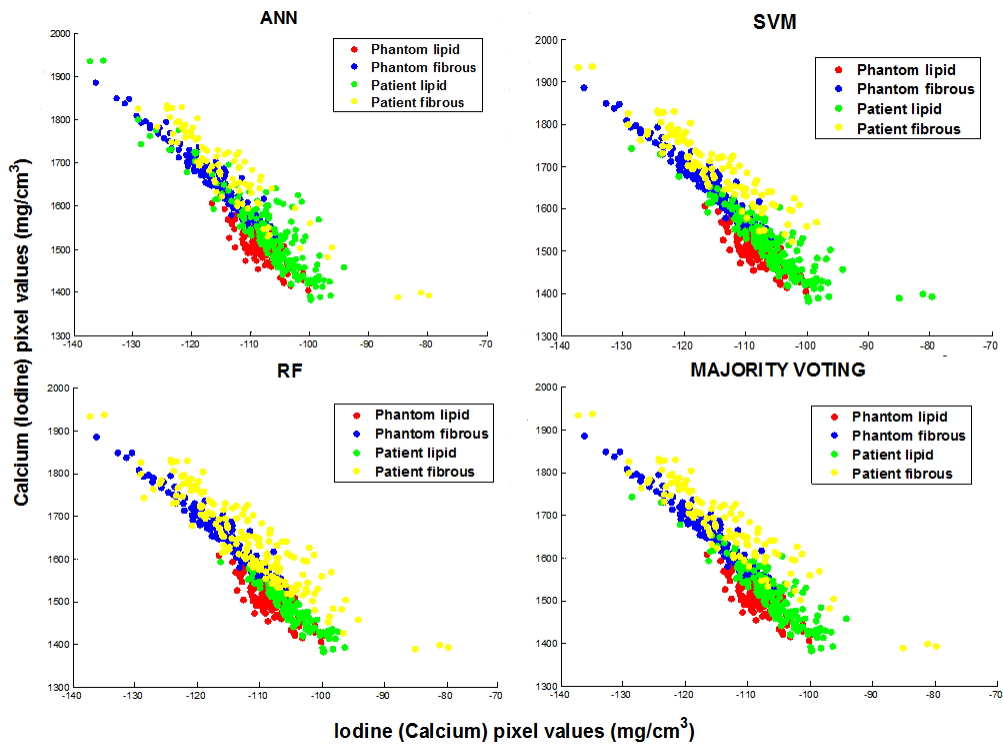 ANN
2000
1900
1800
1700
1600
1500
1400
1300
-140
-130
-120
-110
-100
-90
-80
-70
Phantom lipid
Phantom fibrous
Patient lipid
Patient fibrous
SVM
2000
1900
1800
1700
1600
1500
1400
1300
-140
-130
-120
-110
-100
-90
-80
-70
Phantom lipid
Phantom fibrous
Patient lipid
Patient fibrous
Calcium (Iodine) pixel values (mg/cm³)
RF
2000
1900
1800
1700
1600
1500
1400
1300
-140
-130
-120
-110
-100
-90
-80
-70
Phantom lipid
Phantom fibrous
Patient lipid
Patient fibrous
MAJORITY VOTING
2000
1900
1800
1700
1600
1500
1400
1300
-140
-130
-120
-110
-100
-90
-80
-70
Phantom lipid
Phantom fibrous
Patient lipid
Patient fibrous
Iodine (Calcium) pixel values (mg/cm³)